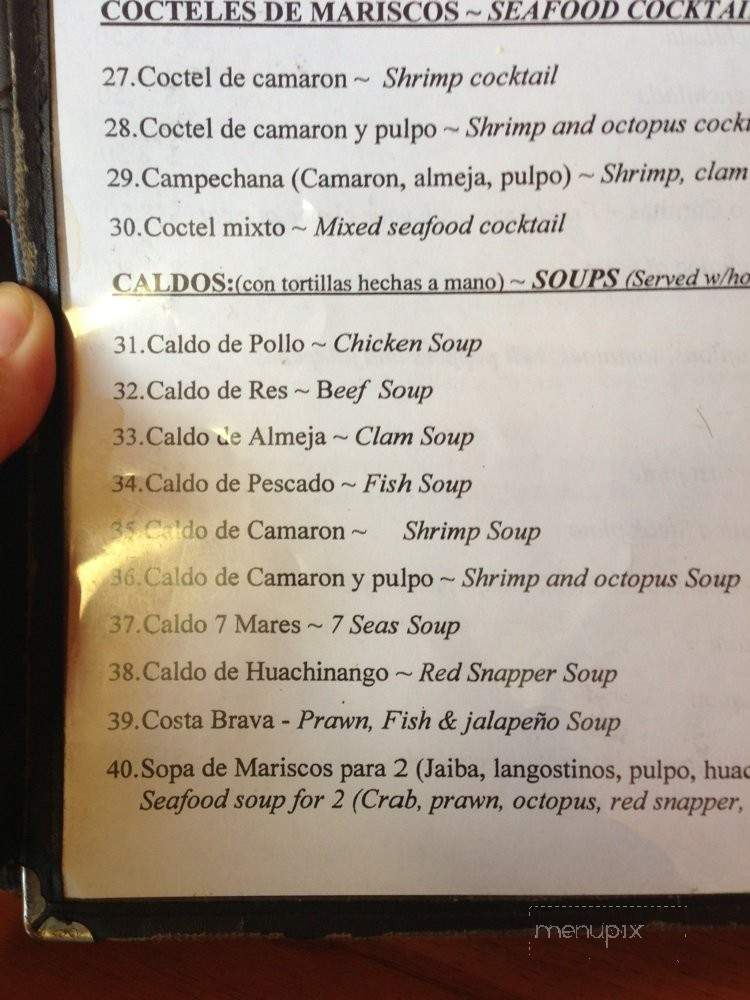 COCTELES DE MARISCOS ~ SEAFOOD COCKTAI
27.Coctel de camaron ~ Shrimp cocktail
28.Coctel de camaron y pulpo ~ Shrimp and octopus cockt
29.Campechana (Camaron, almeja, pulpo) ~ Shrimp, clam
30.Coctel mixto ~ Mixed seafood cocktail
CALDOS:(con tortillas hechas a mano) ~ SOUPS (Served w/ho
31.Caldo de Pollo ~ Chicken Soup
32.Caldo de Res ~ Beef Soup
33.Caldo de Almeja ~ Clam Soup
34.Caldo de Pescado ~ Fish Soup
35.Caldo de Camaron ~ Shrimp Soup
36.Caldo de Camaron y pulpo ~ Shrimp and octopus Soup
37.Caldo 7 Mares ~ 7 Seas Soup
38.Caldo de Huachinango ~ Red Snapper Soup
39.Costa Brava - Prawn, Fish & jalapeño Soup
40.Sopa de Mariscos para 2 (Jaiba, langostinos, pulpo, huac
Seafood soup for 2 (Crab, prawn, octopus, red snapper,
menupix